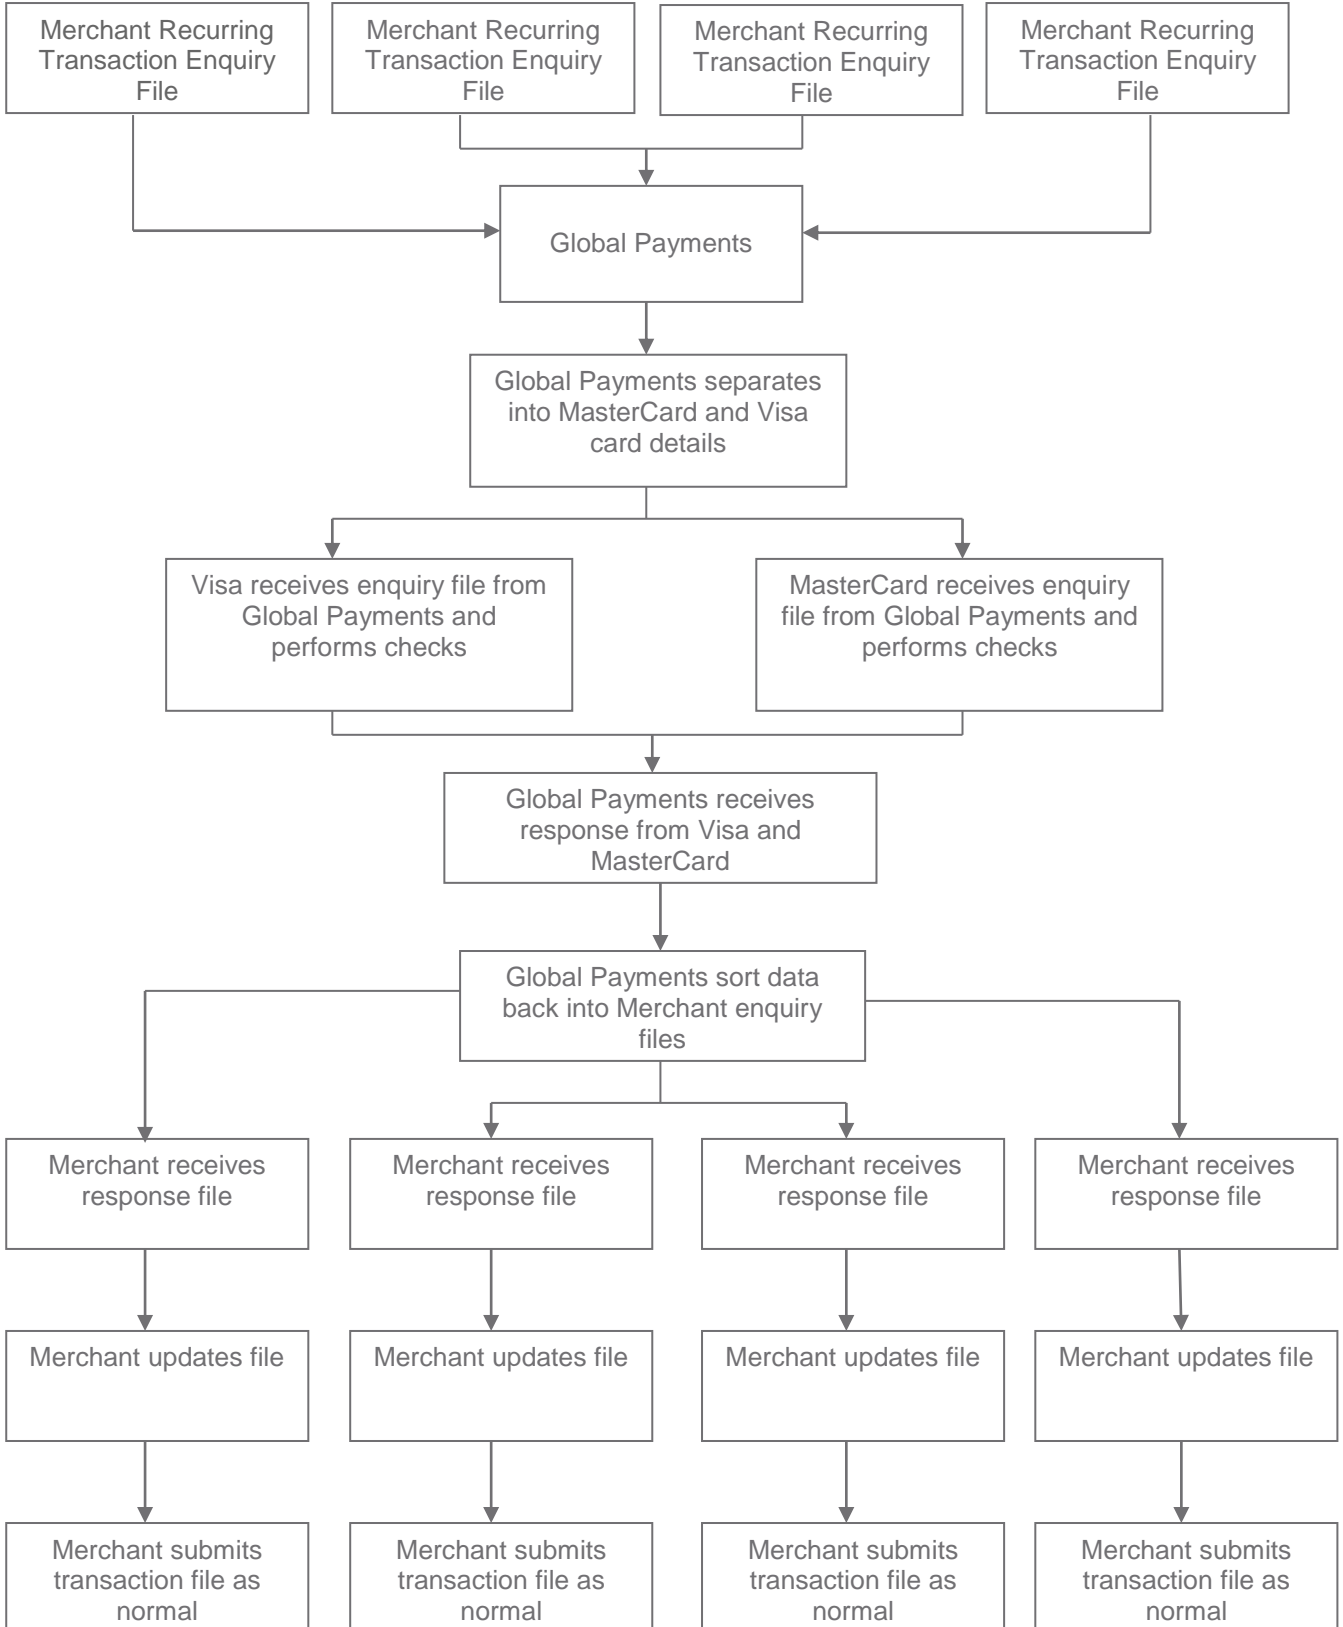 Merchant Recurring
Transaction Enquiry
File
Merchant Recurring
Transaction Enquiry
File
Merchant Recurring
Transaction Enquiry
File
Merchant Recurring
Transaction Enquiry
File
Global Payments
Global Payments separates
into MasterCard and Visa
card details
Visa receives enquiry file from
Global Payments and
performs checks
MasterCard receives enquiry
file from Global Payments and
performs checks
Global Payments receives
response from Visa and
MasterCard
Global Payments sort data
back into Merchant enquiry
files
Merchant receives
response file
Merchant receives
response file
Merchant receives
response file
Merchant receives
response file
Merchant updates file
Merchant updates file
Merchant updates file
Merchant updates file
Merchant submits
transaction file as
normal
Merchant submits
transaction file as
normal
Merchant submits
transaction file as
normal
Merchant submits
transaction file as
normal